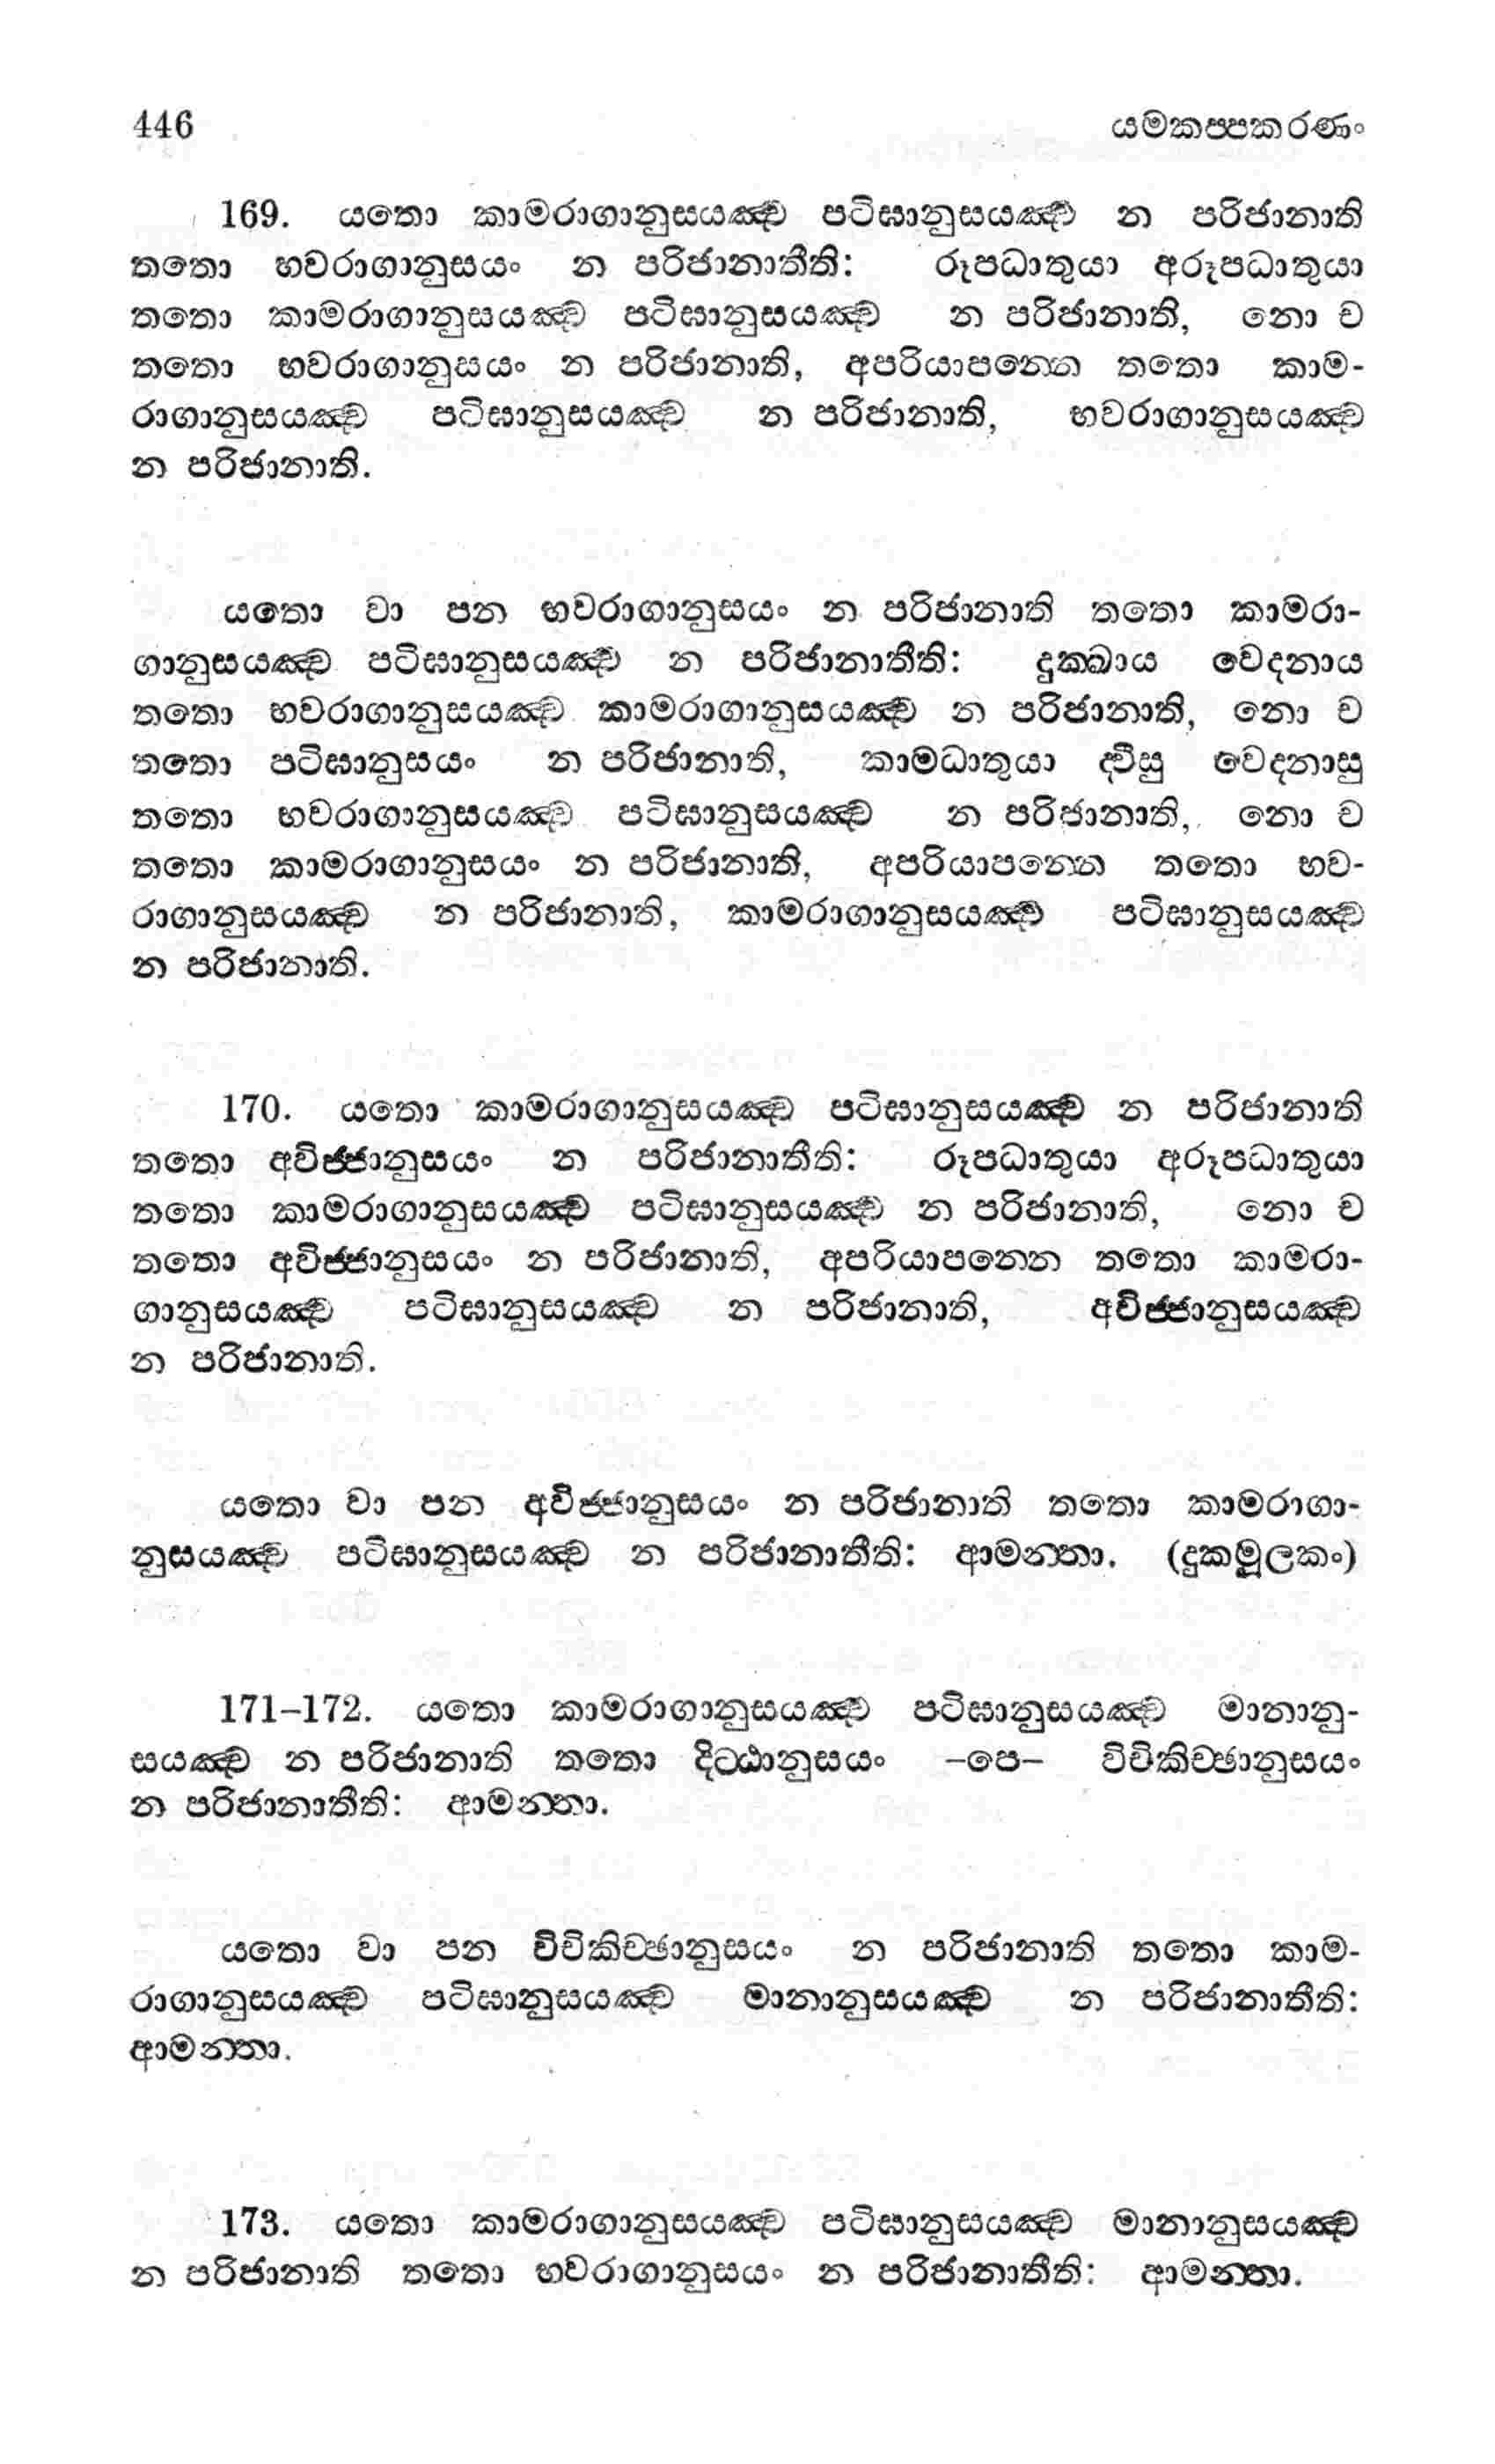 446 යමකප්පකරණං
169. යතො කාමරාගානුසයඤ්ච පටිඝානුසයඤ්ච න පරිජානාති
තතො භවරාගානුසයං න පරිජානාතීති: රූපධාතුයා අරූපධාතුයා
තතො කාමරාගානුසයඤ්ච පටිඝානුසයඤ්ච න පරිජානාති, නො ච
තතො භවරාගානුසයං න පරිජානාති, අපරියාපන්නෙ තතො කාම-
රාගානුසයඤ්ච පටිඝානුසයඤ්ච න පරිජානාති, භවරාගානුසයඤ්ච
න පරිජානාති.
යතො වා පන භවරාගානුසයං න පරිජානාති තතො කාමරා-
ගානුසයඤ්ච පටිඝානුසයඤ්ච න පරිජානාතීති: දුක්ඛාය වෙදනාය
තතො භවරාගානුසයඤ්ච කාමරාගානුසයඤ්ච න පරිජානාති, නො ච
තතො පටිඝානුසයං න පරිජානාති, කාමධාතුයා ද්වීසු වෙදනාසු
තතො භවරාගානුසයඤ්ච පටිඝානුසයඤ්ච න පරිජානාති, නො ච
තතො කාමරාගානුසයං න පරිජානාති, අපරියාපන්නෙ තතො භව-
රාගානුසයඤ්ච න පරිජානාති, කාමරාගානුසයඤ්ච පටිඝානුසයඤ්ච
න පරිජානාති.
170. යතො කාමරාගානුසයඤ්ච පටිඝානුසයඤ්ච න පරිජානාති
තතො අවිජ්ජානුසයං න පරිජානාතීති: රූපධාතුයා අරූපධාතුයා
තතො කාමරාගානුසයඤ්ච පටිඝානුසයඤ්ච න පරිජානාති, නො ච
තතො අවිජ්ජානුසයං න පරිජානාති, අපරියාපන්නෙ තතො කාමරා-
ගානුසයඤ්ච පටිඝානුසයඤ්ච න පරිජානාති, අවිජ්ජානුසයඤ්ච
න පරිජානාති.
යතො වා පන අවිජ්ජානුසයං න පරිජානාති තතො කාමරාගා-
නුසයඤ්ච පටිඝානුසයඤ්ච න පරිජානාතීති: ආමන්තා. (දුකමූලකං)
171–172. යතො කාමරාගානුසයඤ්ච පටිඝානුසයඤ්ච මානානු-
සයඤ්ච න පරිජානාති තතො දිට්ඨානුසයං –පෙ– විචිකිච්ඡානුසයං
න පරිජානාතීති: ආමන්තා.
යතො වා පන විචිකිච්ඡානුසයං න පරිජානාති තතො කාම-
රාගානුසයඤ්ච පටිඝානුසයඤ්ච මානානුසයඤ්ච න පරිජානාතීති:
ආමන්තා.
173. යතො කාමරාගානුසයඤ්ච පටිඝානුසයඤ්ච මානානුසයඤ්ච
න පරිජානාති තතො භවරාගානුසයං න පරිජානාතීති: ආමන්තා.